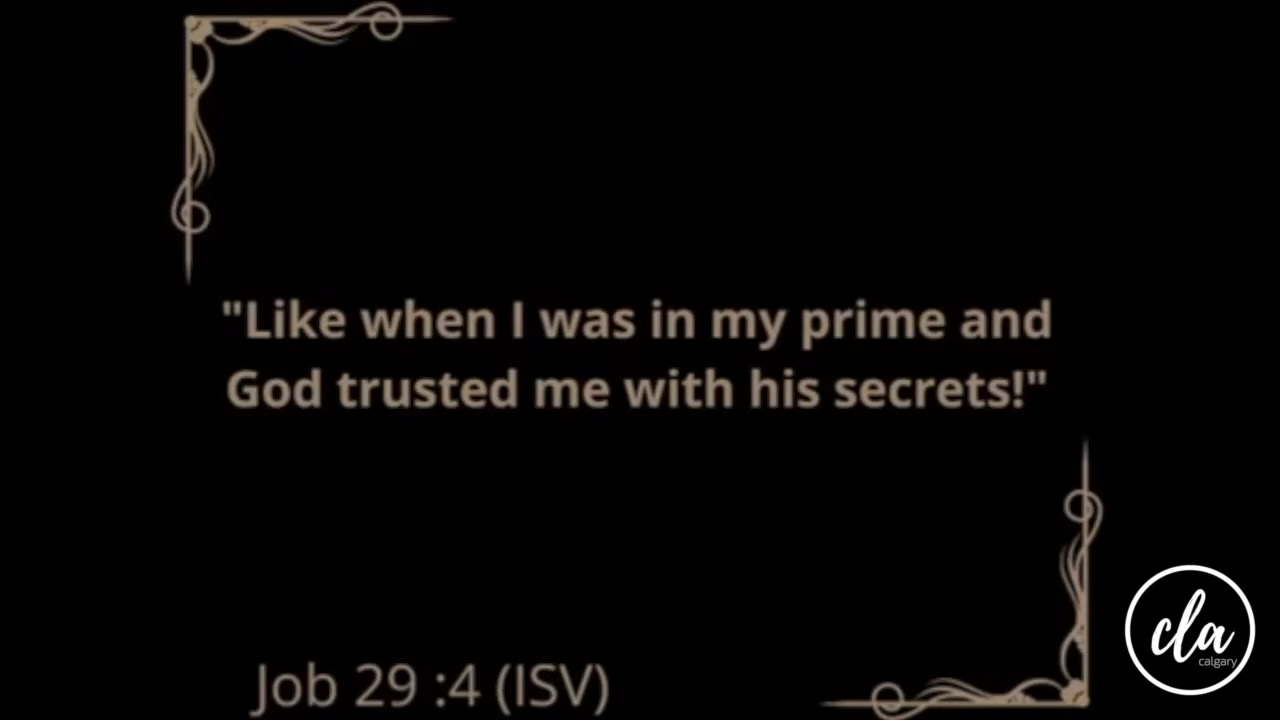 "Like when I was in my prime and
God trusted me with his secrets!"
Job 29 :4 (ISV)
cla
calgary